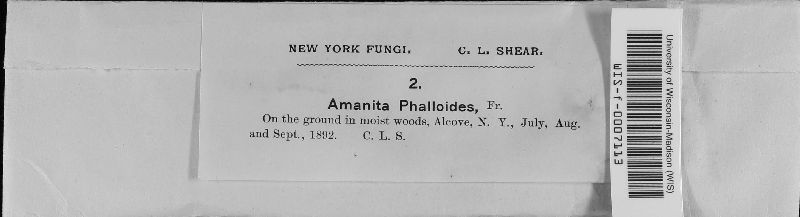 NEW YORK FUNGI. C. L. SHEAR.
2.
Amanita Phalloides, Fr.
On the ground in moist woods, Alcove, N. Y., July, Aug.
and Sept., 1892. C. L. S.
University of Wisconsin-Madison (WIS)
WIS-f-0007113